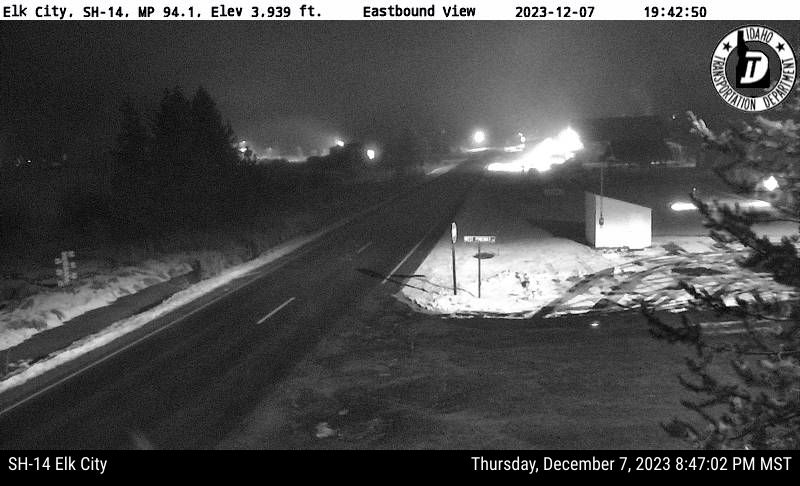 Elk City, SH-14, MP 94.1, Elev 3,939 ft. Eastbound View 2023-12-07 19:42:50
IDAHO
TRANSPORTATION DEPARTMENT
SH-14 Elk City Thursday, December 7, 2023 8:47:02 PM MST